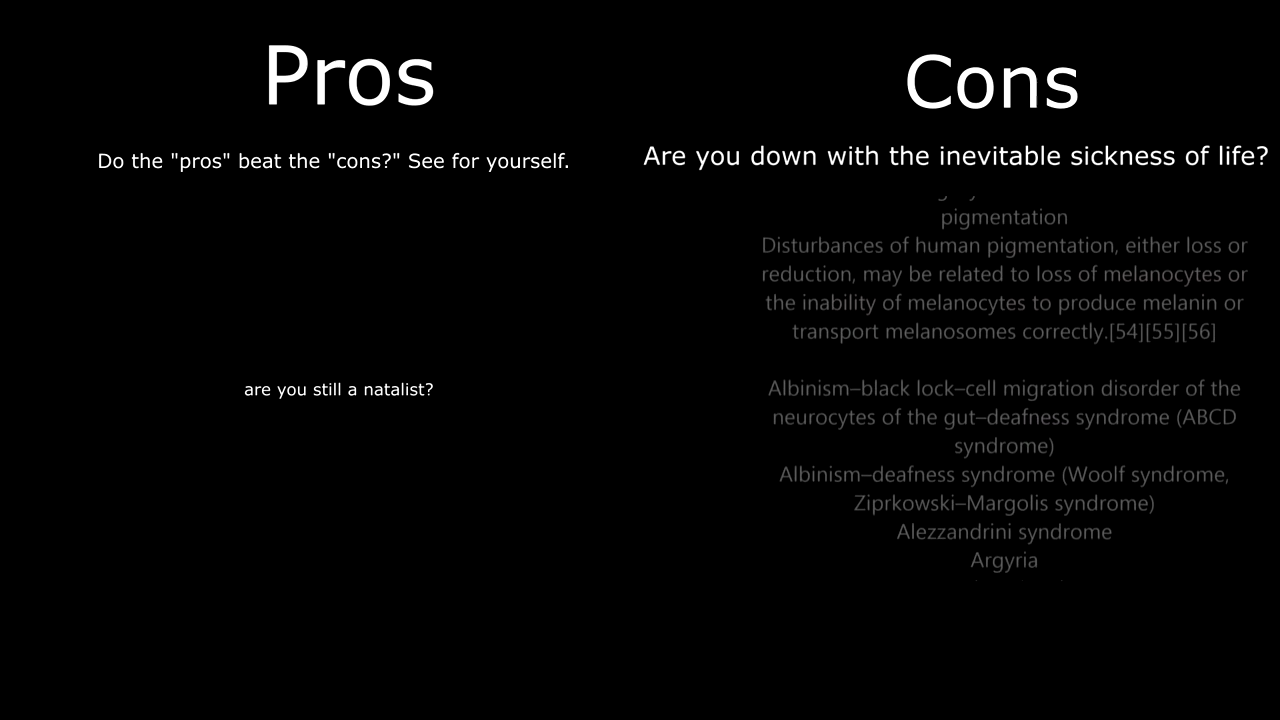 Pros
Do the "pros" beat the "cons?" See for yourself.
are you still a natalist?
Cons
Are you down with the inevitable sickness of life?
pigmentation
Disturbances of human pigmentation, either loss or
reduction, may be related to loss of melanocytes or
the inability of melanocytes to produce melanin or
transport melanosomes correctly.[54][55][56]
Albinism–black lock–cell migration disorder of the
neurocytes of the gut–deafness syndrome (ABCD
syndrome)
Albinism–deafness syndrome (Woolf syndrome,
Ziprkowski–Margolis syndrome)
Alezzandrini syndrome
Argyria